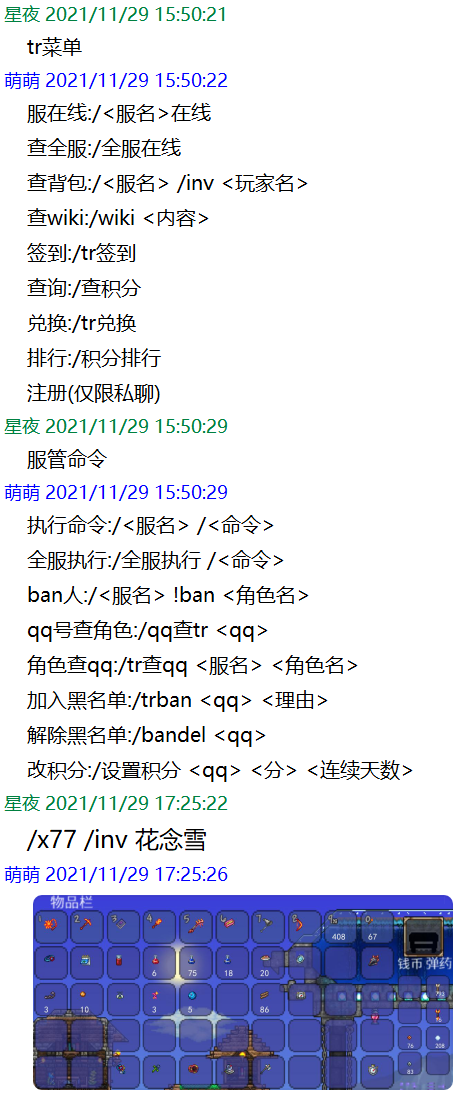 星夜 2021/11/29 15:50:21
tr菜单
萌萌 2021/11/29 15:50:22
服在线:/<服名>在线
查全服:/全服在线
查背包:/<服名> /inv <玩家名>
查wiki:/wiki <内容>
签到:/tr签到
查询:/查积分
兑换:/tr兑换
排行:/积分排行
注册(仅限私聊)
星夜 2021/11/29 15:50:29
服管命令
萌萌 2021/11/29 15:50:29
执行命令:/<服名> /<命令>
全服执行:/全服执行 /<命令>
ban人:/<服名> !ban <角色名>
qq号查角色:/qq查tr <qq>
角色查qq:/tr查qq <服名> <角色名>
加入黑名单:/trban <qq> <理由>
解除黑名单:/bandel <qq>
改积分:/设置积分 <qq> <分> <连续天数>
星夜 2021/11/29 17:25:22
/x77 /inv 花念雪
萌萌 2021/11/29 17:25:26
物品栏
1 2 3 4 5 6 7 8
408 67
钱币 弹药
6 75 18 20
3 10 3 5 86
76 208
83